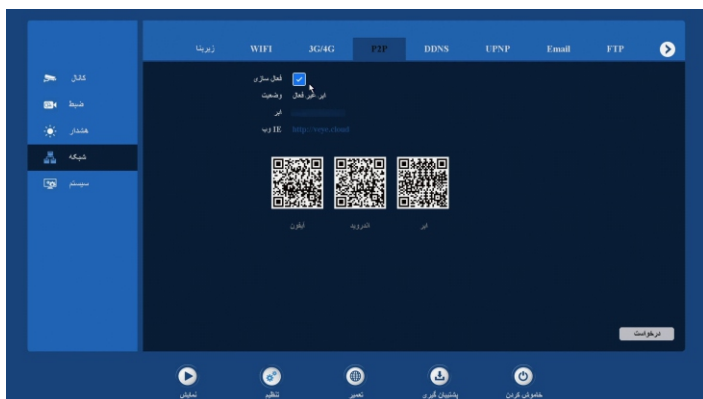 زیربنا WIFI 3G/4G P2P DDNS UPNP Email FTP
کانال
ضبط
هشدار
شبکه
سیستم
فعال سازی
وضعیت ابر غیر فعال
ابر
IE وب http://veye.cloud
آیفون اندروید ابر
درخواست
نمایش تنظیم تعمیر پشتیبان گیری خاموش کردن